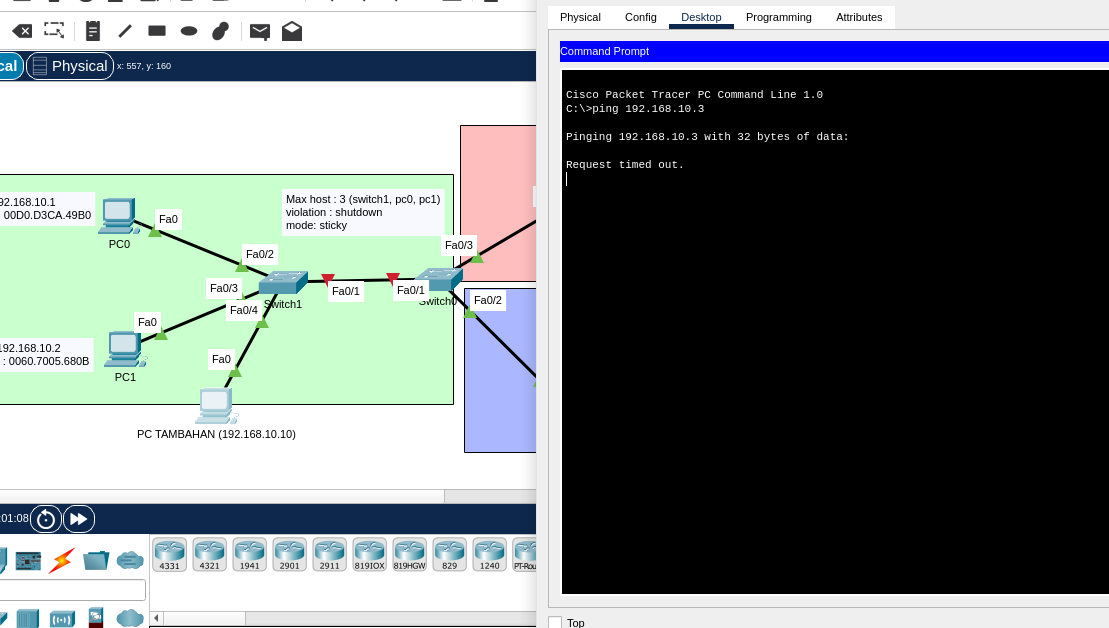 Physical
Config
Desktop
Programming
Attributes
cal
Physical
x: 557, y: 160
Command Prompt
Cisco Packet Tracer PC Command Line 1.0
C:\>ping 192.168.10.3
Pinging 192.168.10.3 with 32 bytes of data:
Request timed out.
92.168.10.1
: 00D0.D3CA.49B0
PC0
Fa0
Max host : 3 (switch1, pc0, pc1)
violation : shutdown
mode: sticky
Fa0/2
Fa0/3
Fa0/3
Fa0/1
Fa0/1
Fa0/2
Switch1
Switch0
Fa0/4
Fa0
192.168.10.2
: 0060.7005.680B
PC1
Fa0
PC TAMBAHAN (192.168.10.10)
:01:08
4331
4321
1941
2901
2911
819IOX
819HGW
829
1240
PT-Rou
Top